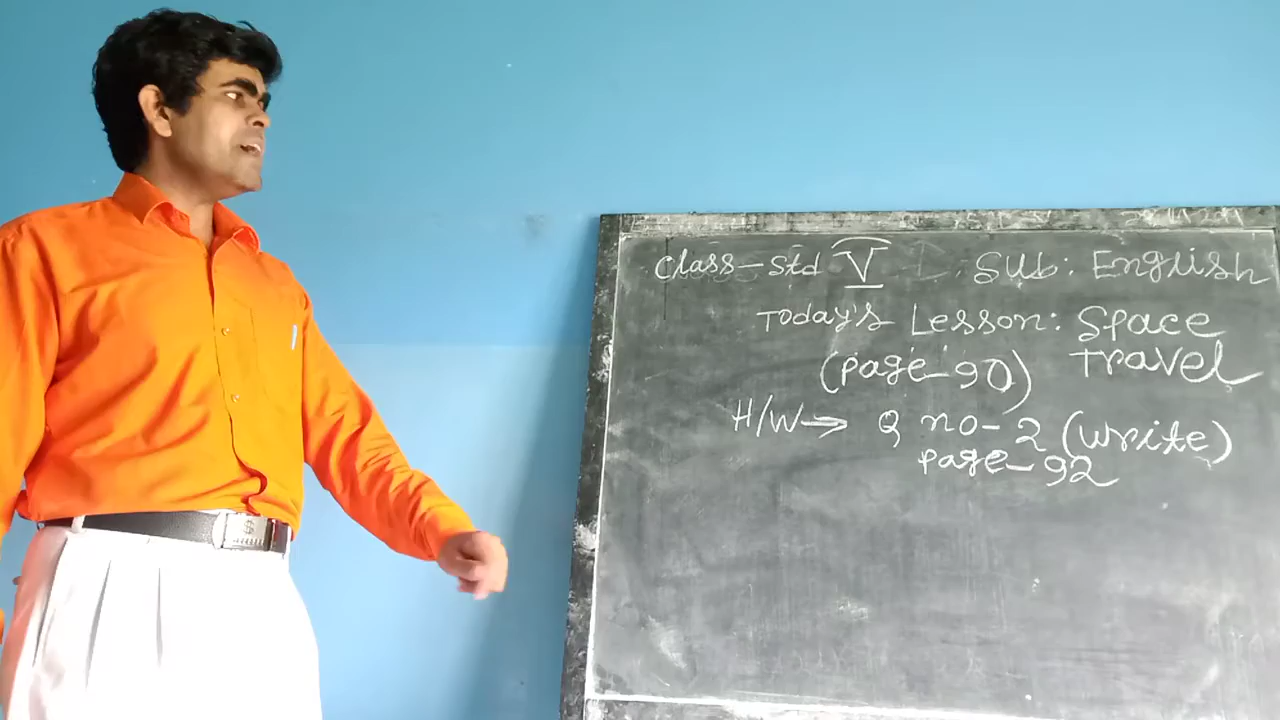 Class-Std V Sub: English
Today's Lesson: Space Travel
(page-90)
H/W→ Q no-2 (write)
page-92